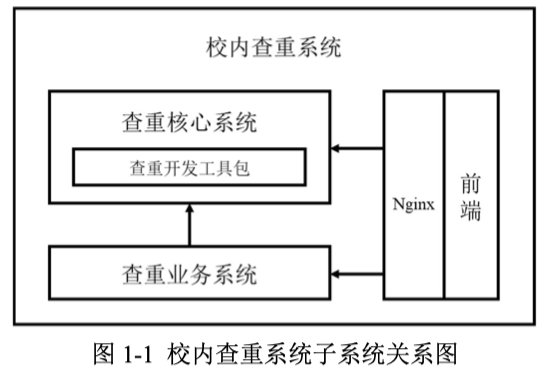 校内查重系统
查重核心系统
查重开发工具包
查重业务系统
Nginx
前端
图 1-1 校内查重系统子系统关系图